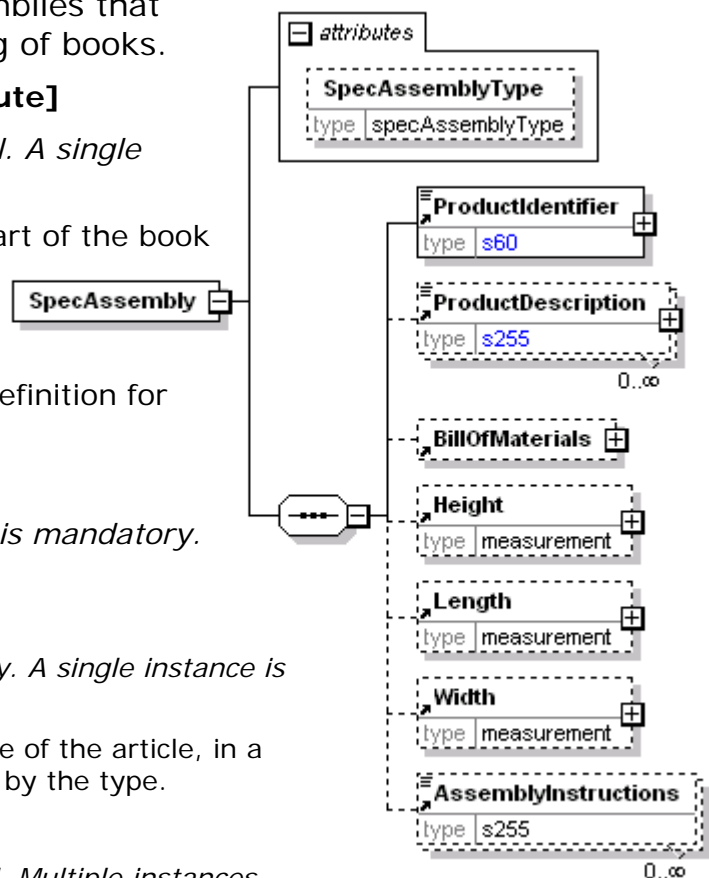 mblies that
g of books.
ute]
l. A single
art of the book
efinition for
is mandatory.
y. A single instance is
e of the article, in a
by the type.
Multiple instances
attributes
SpecAssemblyType
type specAssemblyType
SpecAssembly
ProductIdentifier
type s60
ProductDescription
type s255
0..∞
BillOfMaterials
Height
type measurement
Length
type measurement
Width
type measurement
AssemblyInstructions
type s255
0..∞